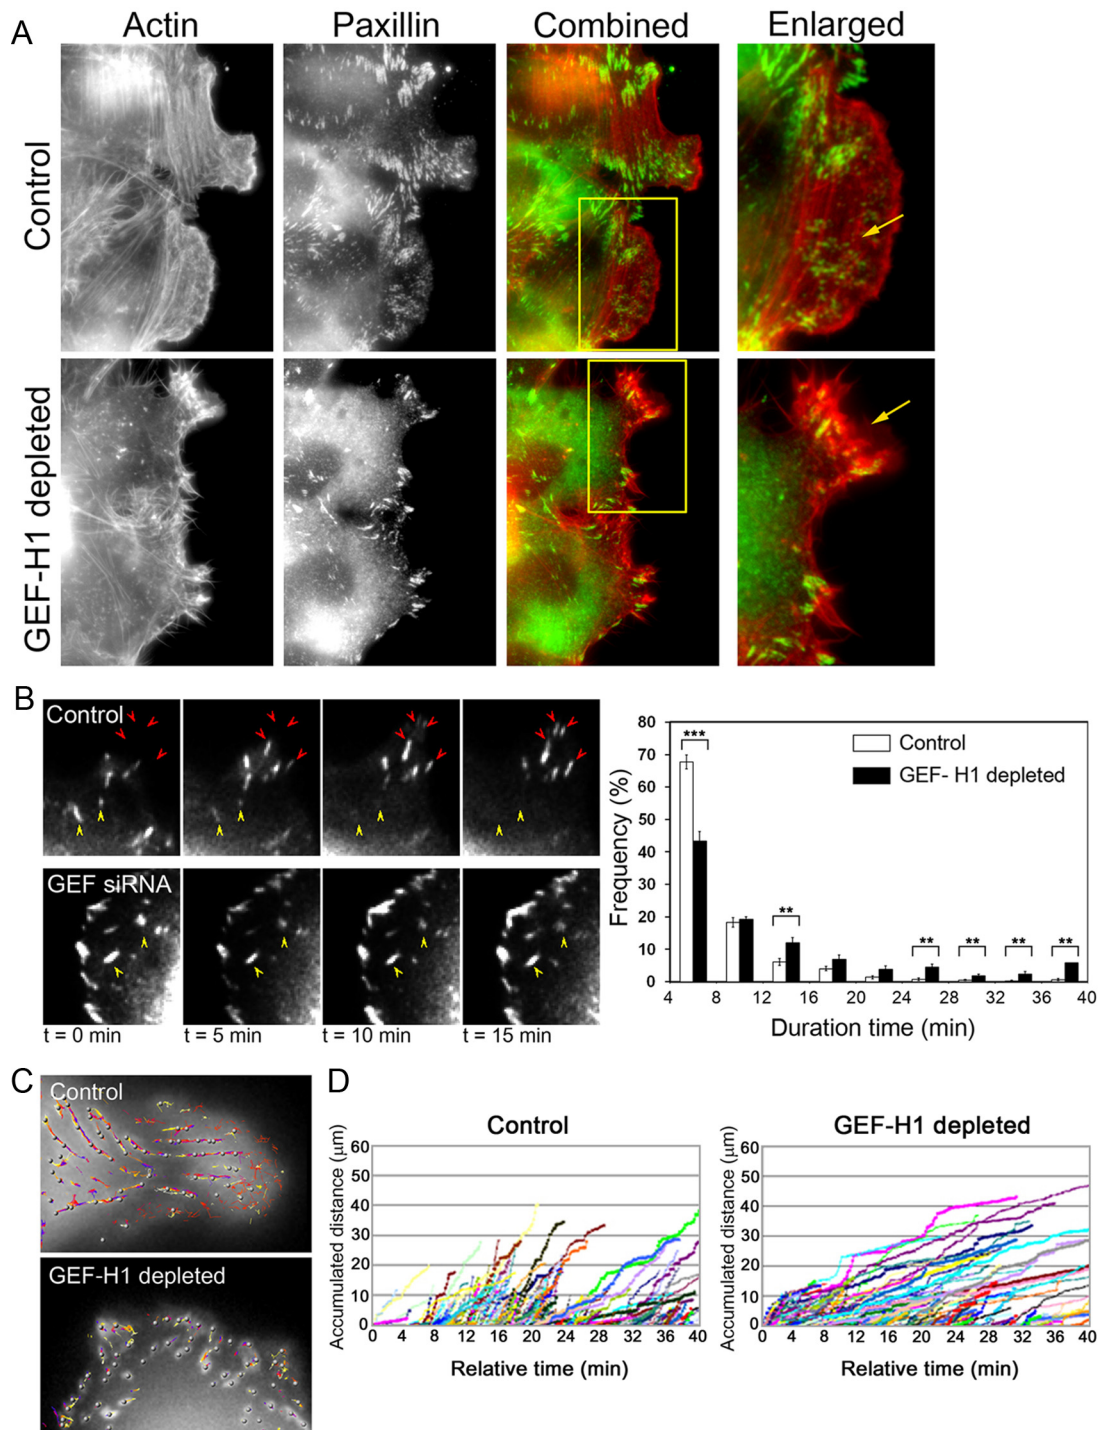 A
Actin Paxillin Combined Enlarged
Control
GEF-H1 depleted
B
Control
GEF siRNA
t = 0 min t = 5 min t = 10 min t = 15 min
80
70
60
50
40
30
20
10
0
Frequency (%)
*** ** ** ** ** **
Control
GEF- H1 depleted
4 8 12 16 20 24 28 32 36 40
Duration time (min)
C
Control
GEF-H1 depleted
D
Control
60
50
40
30
20
10
0
Accumulated distance (μm)
0 4 8 12 16 20 24 28 32 36 40
Relative time (min)
GEF-H1 depleted
60
50
40
30
20
10
0
Accumulated distance (μm)
0 4 8 12 16 20 24 28 32 36 40
Relative time (min)